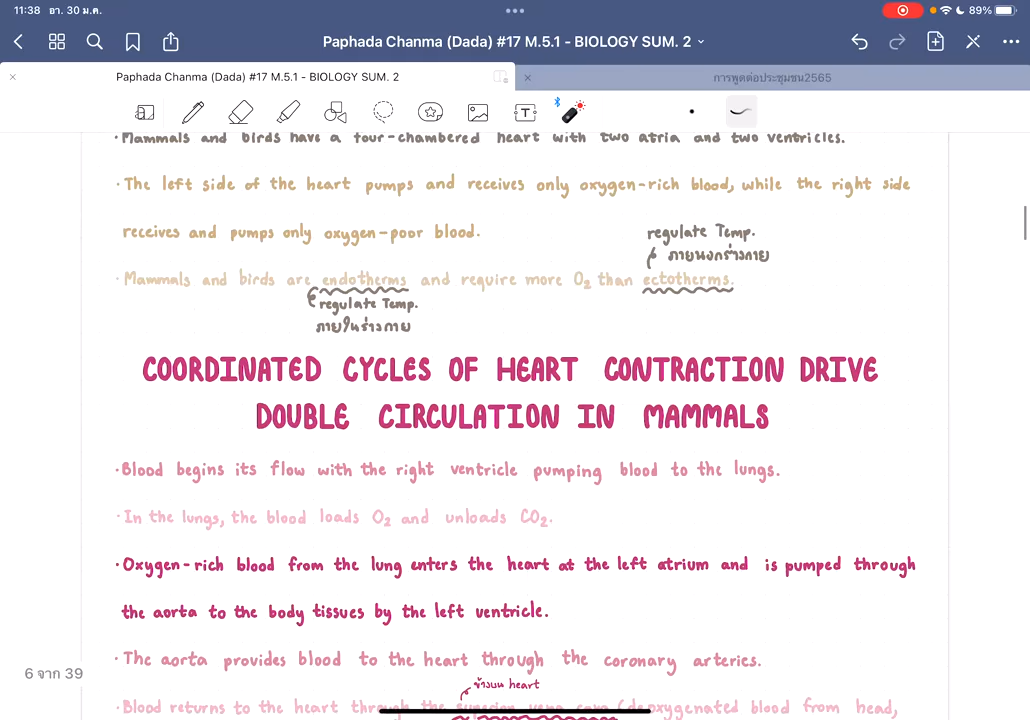 11:38 อา. 30 ม.ค.
89%
Paphada Chanma (Dada) #17 M.5.1 - BIOLOGY SUM. 2
Paphada Chanma (Dada) #17 M.5.1 - BIOLOGY SUM. 2
การพูดต่อประชุมชน2565
·Mammals and birds have a four-chambered heart with two atria and two ventricles.
·The left side of the heart pumps and receives only oxygen-rich blood, while the right side
receives and pumps only oxygen-poor blood.
regulate Temp.
ภายนอกร่างกาย
·Mammals and birds are endotherms and require more O₂ than ectotherms.
regulate Temp.
ภายในร่างกาย
COORDINATED CYCLES OF HEART CONTRACTION DRIVE
DOUBLE CIRCULATION IN MAMMALS
·Blood begins its flow with the right ventricle pumping blood to the lungs.
·In the lungs, the blood loads O₂ and unloads CO₂.
·Oxygen-rich blood from the lung enters the heart at the left atrium and is pumped through
the aorta to the body tissues by the left ventricle.
·The aorta provides blood to the heart through the coronary arteries.
ข้างบน heart
·Blood returns to the heart through the superior vena cava (deoxygenated blood from head,
6 จาก 39